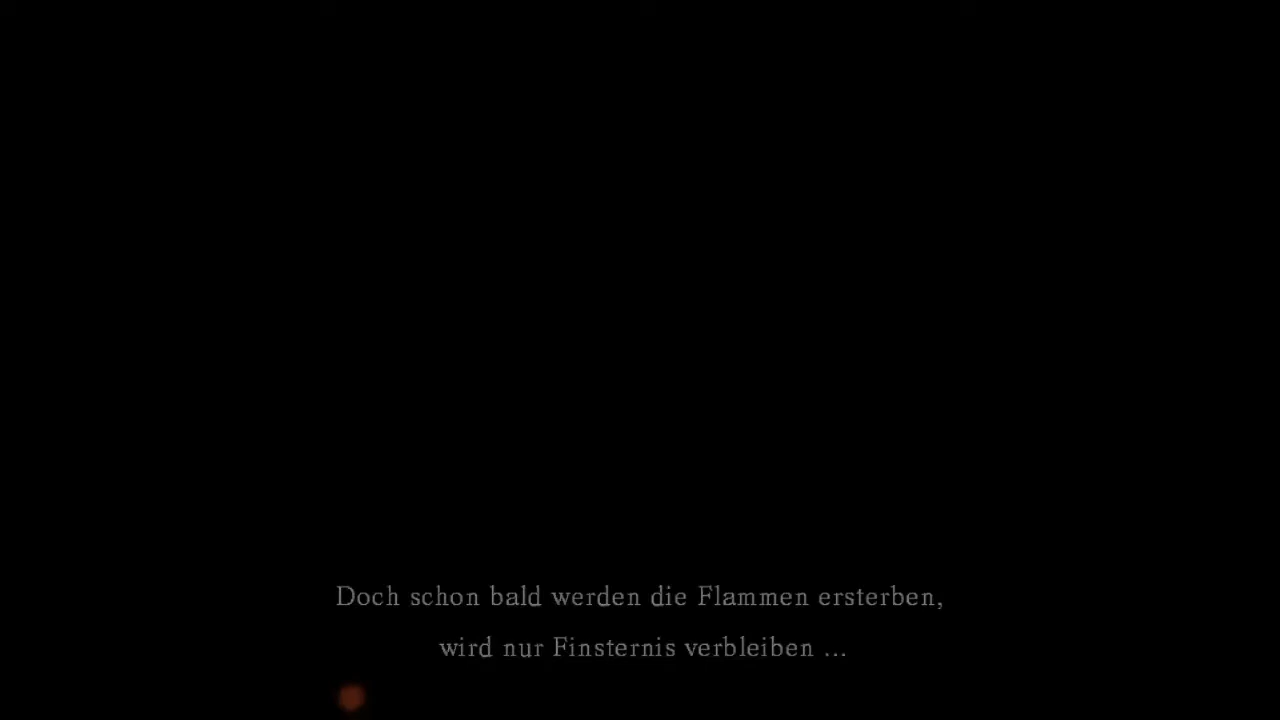 Doch schon bald werden die Flammen ersterben,
wird nur Finsternis verbleiben ...